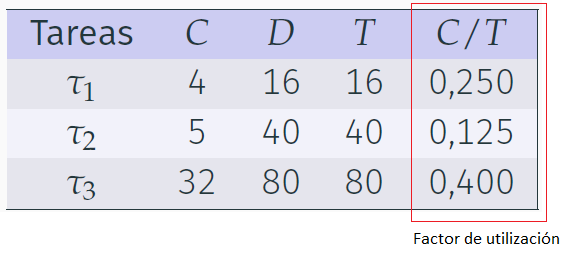 Tareas C D T C/T
τ1 4 16 16 0,250
τ2 5 40 40 0,125
τ3 32 80 80 0,400
Factor de utilización